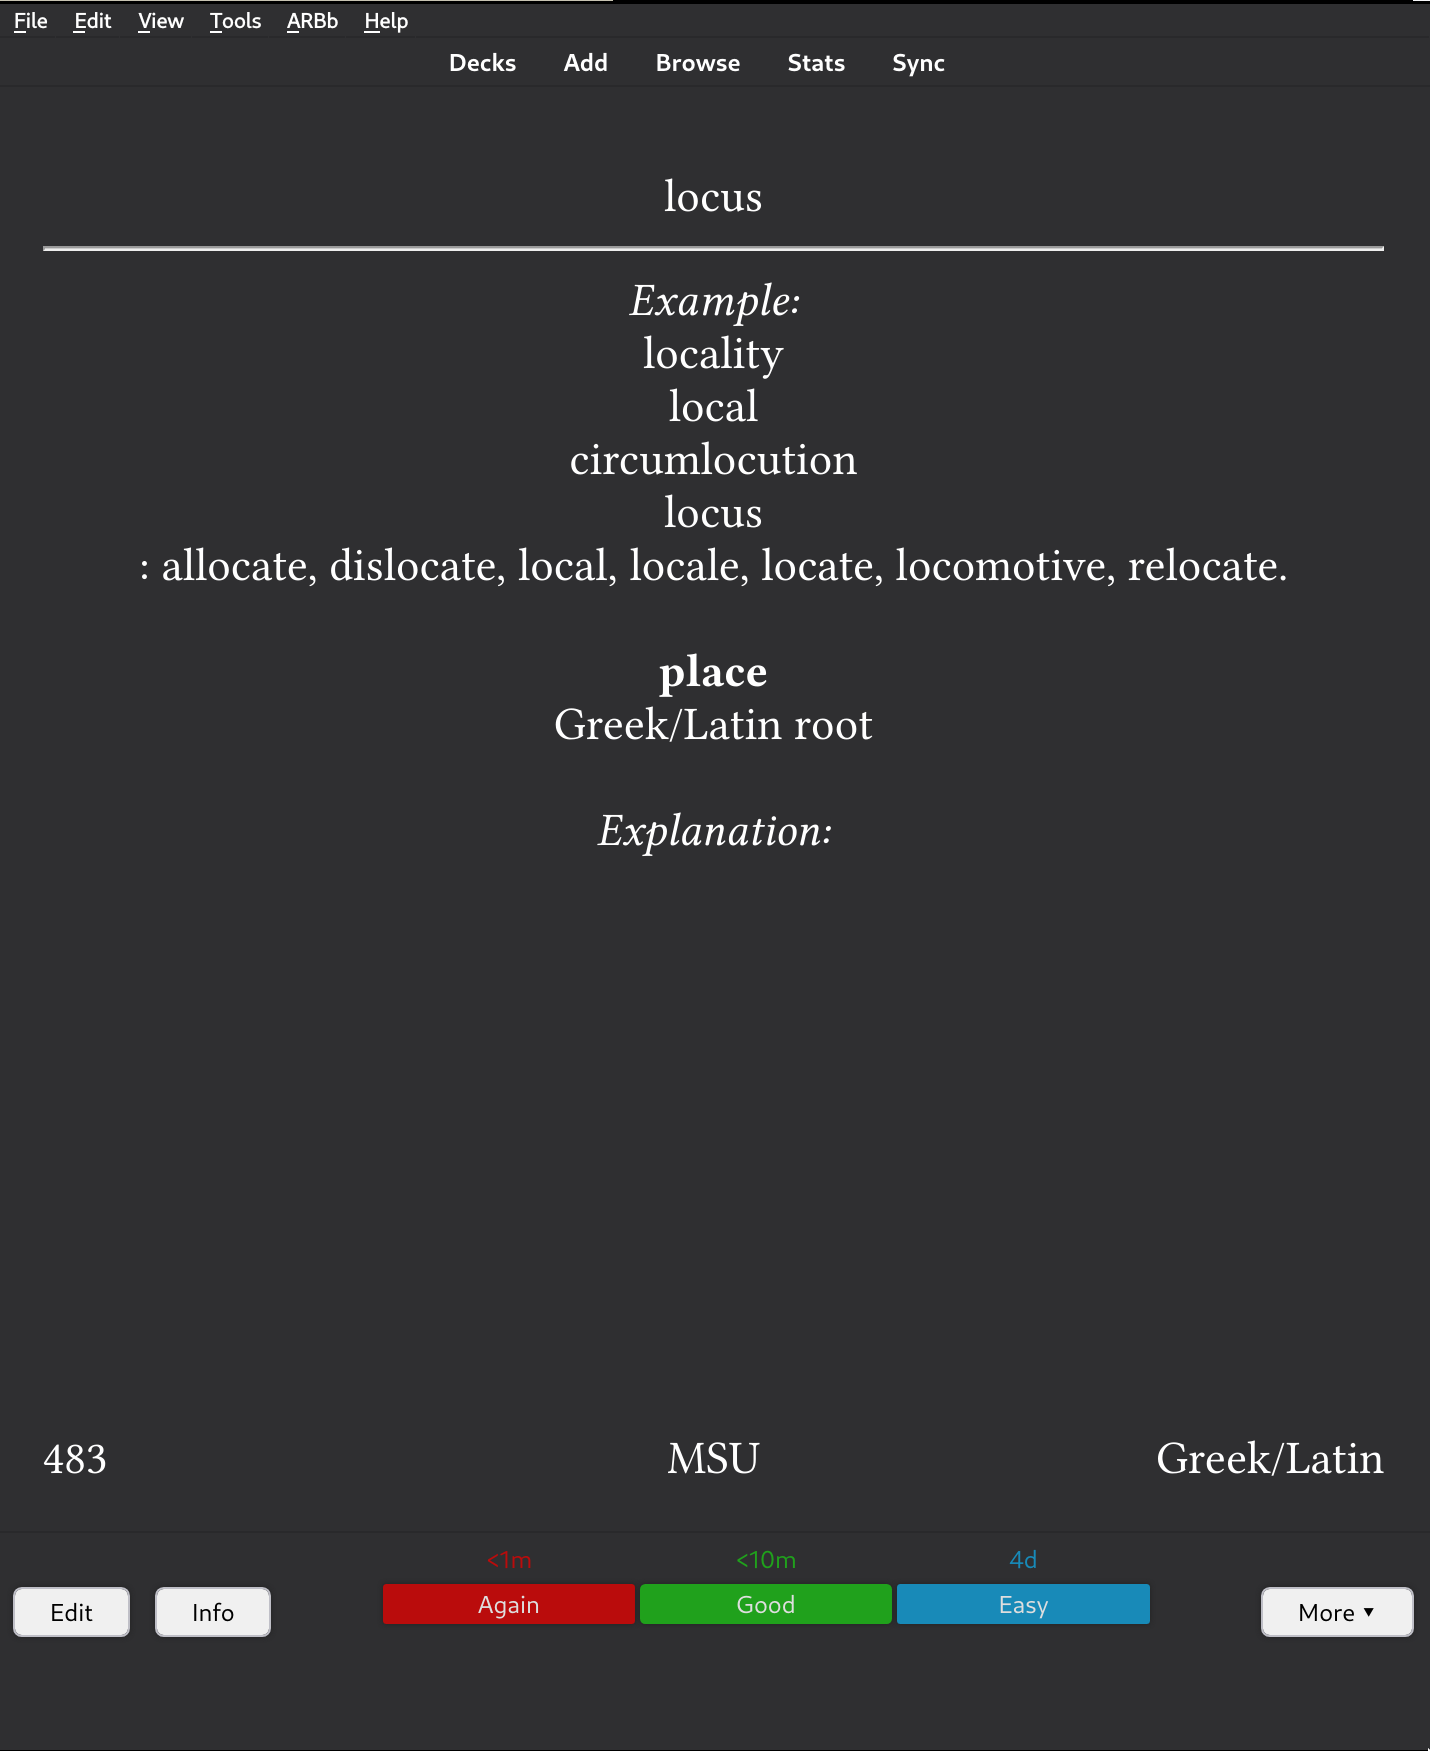 File Edit View Tools ARBb Help
Decks Add Browse Stats Sync
locus
Example:
locality
local
circumlocution
locus
: allocate, dislocate, local, locale, locate, locomotive, relocate.
place
Greek/Latin root
Explanation:
483 MSU Greek/Latin
<1m <10m 4d
Edit Info Again Good Easy More ▼